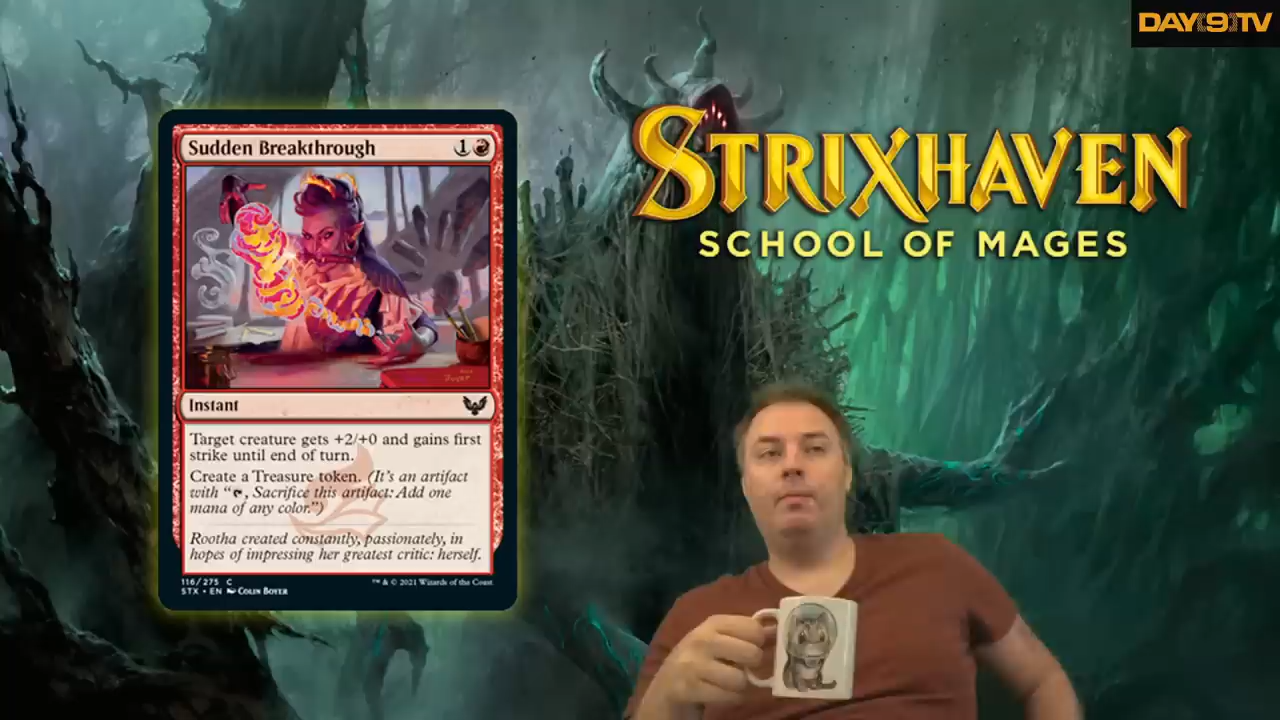 DAY[9]TV
Sudden Breakthrough 1
STRIXHAVEN
SCHOOL OF MAGES
Instant
Target creature gets +2/+0 and gains first
strike until end of turn.
Create a Treasure token. (It's an artifact
with “, Sacrifice this artifact: Add one
mana of any color.”)
Rootha created constantly, passionately, in
hopes of impressing her greatest critic: herself.
116/275 C
STX • EN Colin Boyer
™ & © 2021 Wizards of the Coast